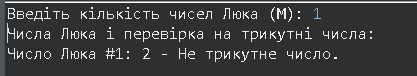 Введіть кількість чисел Люка (М): 1
Числа Люка і перевірка на трикутні числа:
Число Люка #1: 2 - Не трикутне число.